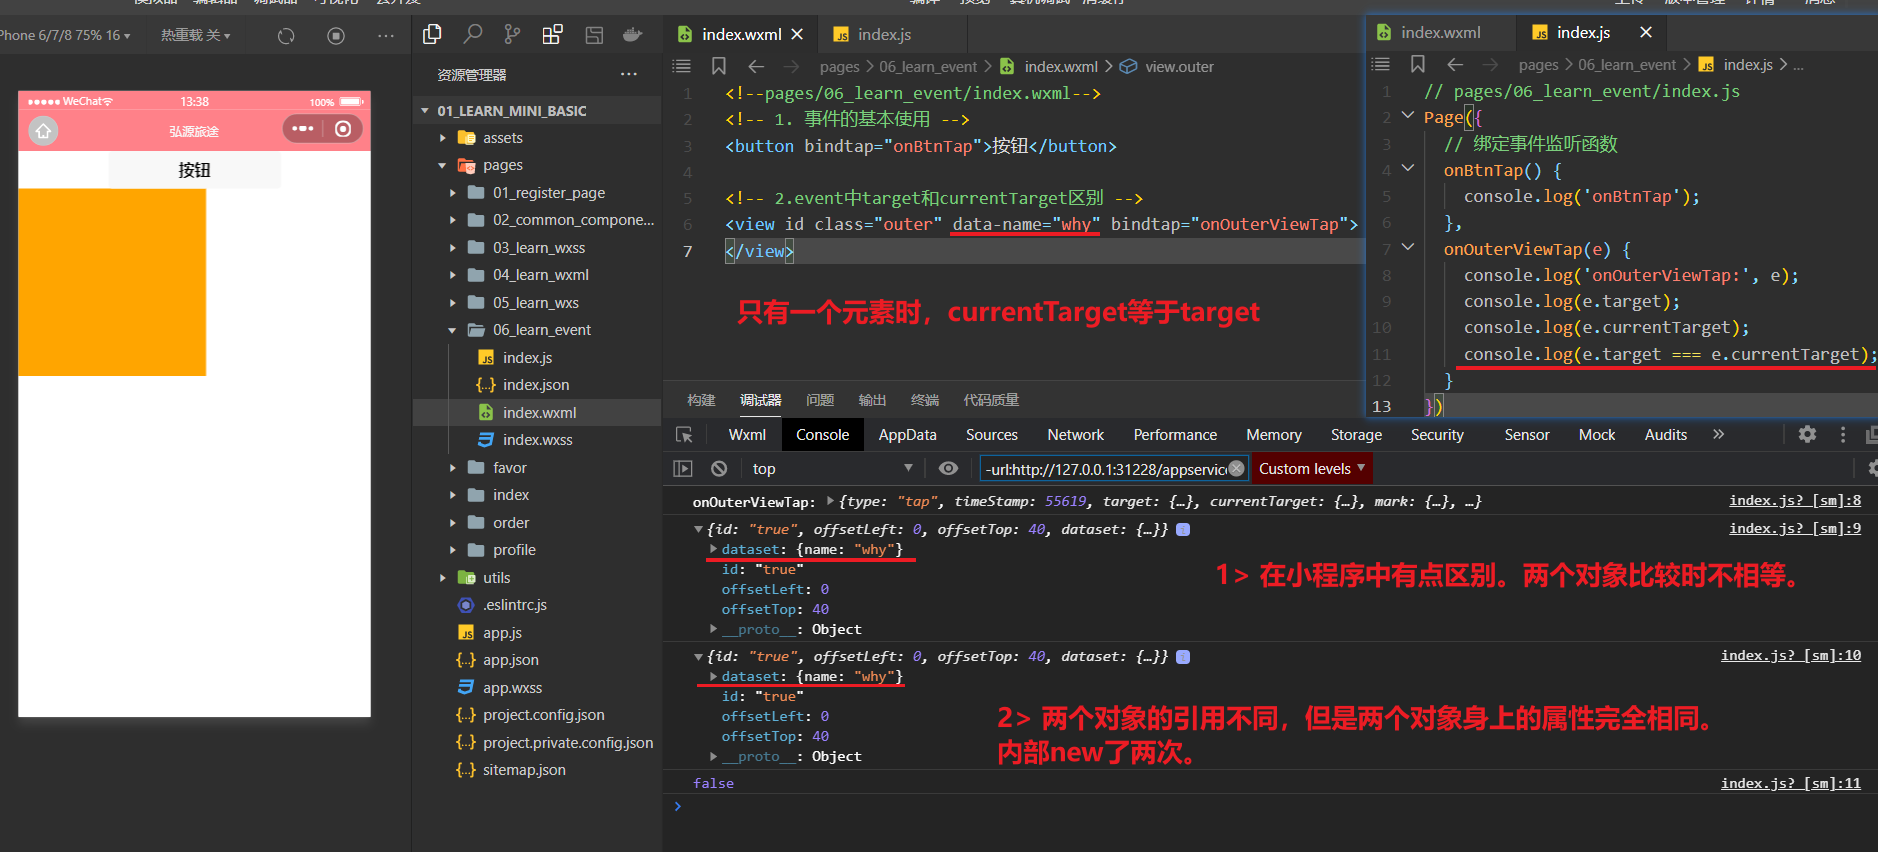 Phone 6/7/8 75% 16
热重载 关
WeChat
13:38
100%
弘源旅途
按钮
资源管理器
01_LEARN_MINI_BASIC
assets
pages
01_register_page
02_common_compone...
03_learn_wxss
04_learn_wxml
05_learn_wxs
06_learn_event
index.js
index.json
index.wxml
index.wxss
favor
index
order
profile
utils
.eslintrc.js
app.js
app.json
app.wxss
project.config.json
project.private.config.json
sitemap.json
index.wxml
index.js
pages > 06_learn_event > index.wxml > view.outer
1 <!--pages/06_learn_event/index.wxml-->
2 <!-- 1. 事件的基本使用 -->
3 <button bindtap="onBtnTap">按钮</button>
4
5 <!-- 2.event中target和currentTarget区别 -->
6 <view id class="outer" data-name="why" bindtap="onOuterViewTap">
7 </view>
只有一个元素时，currentTarget等于target
index.wxml
index.js
pages > 06_learn_event > index.js > ...
1 // pages/06_learn_event/index.js
2 Page({
3 // 绑定事件监听函数
4 onBtnTap() {
5 console.log('onBtnTap');
6 },
7 onOuterViewTap(e) {
8 console.log('onOuterViewTap:', e);
9 console.log(e.target);
10 console.log(e.currentTarget);
11 console.log(e.target === e.currentTarget);
12 }
13 })
构建 调试器 问题 输出 终端 代码质量
Wxml Console AppData Sources Network Performance Memory Storage Security Sensor Mock Audits
top
-url:http://127.0.0.1:31228/appservice
Custom levels
onOuterViewTap: {type: "tap", timeStamp: 55619, target: {…}, currentTarget: {…}, mark: {…}, …} index.js? [sm]:8
{id: "true", offsetLeft: 0, offsetTop: 40, dataset: {…}} index.js? [sm]:9
dataset: {name: "why"}
id: "true"
offsetLeft: 0
offsetTop: 40
__proto__: Object
1> 在小程序中有点区别。两个对象比较时不相等。
{id: "true", offsetLeft: 0, offsetTop: 40, dataset: {…}} index.js? [sm]:10
dataset: {name: "why"}
id: "true"
offsetLeft: 0
offsetTop: 40
__proto__: Object
2> 两个对象的引用不同，但是两个对象身上的属性完全相同。
内部new了两次。
false index.js? [sm]:11